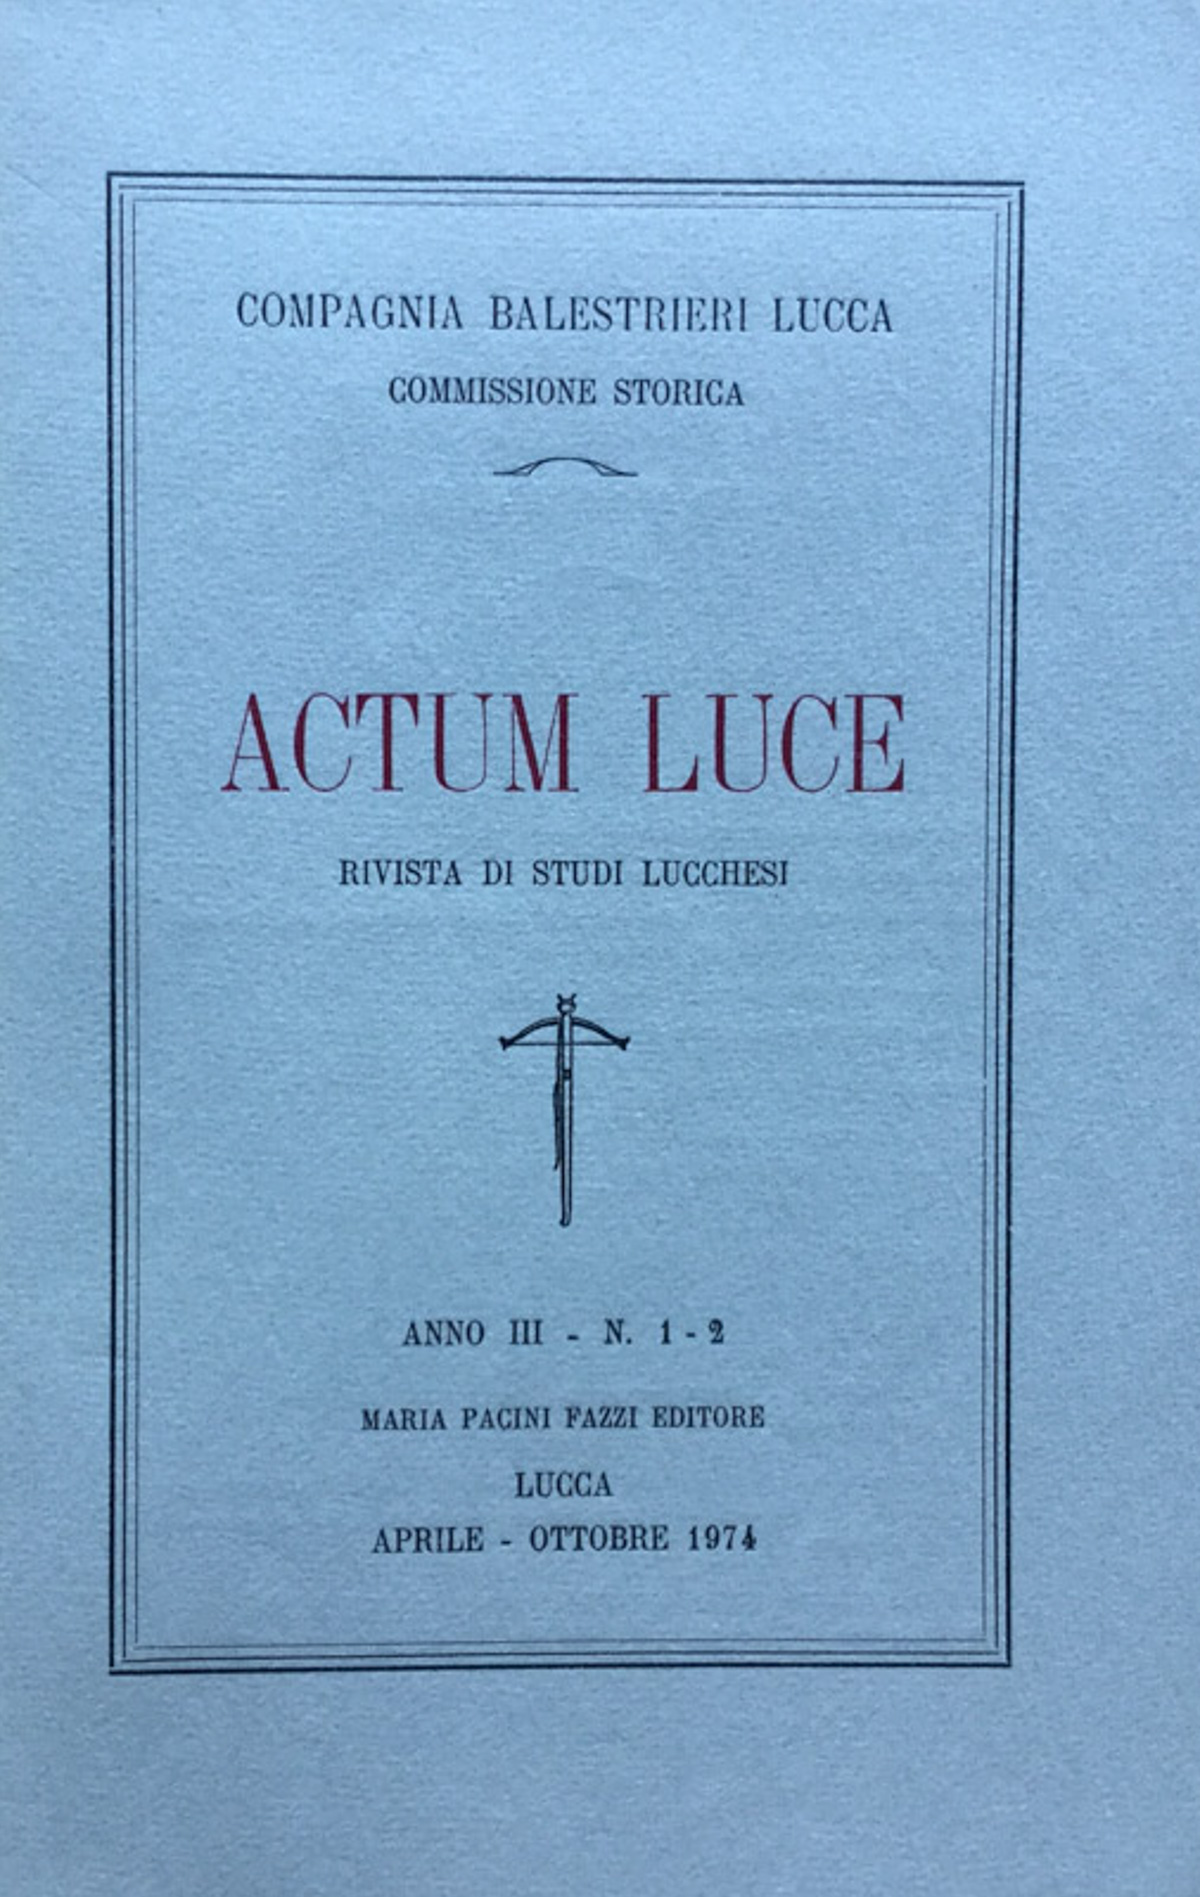 COMPAGNIA BALESTRIERI LUCCA
COMMISSIONE STORICA
ACTUM LUCE
RIVISTA DI STUDI LUCCHESI
ANNO III - N. 1 - 2
MARIA PACINI FAZZI EDITORE
LUCCA
APRILE - OTTOBRE 1974